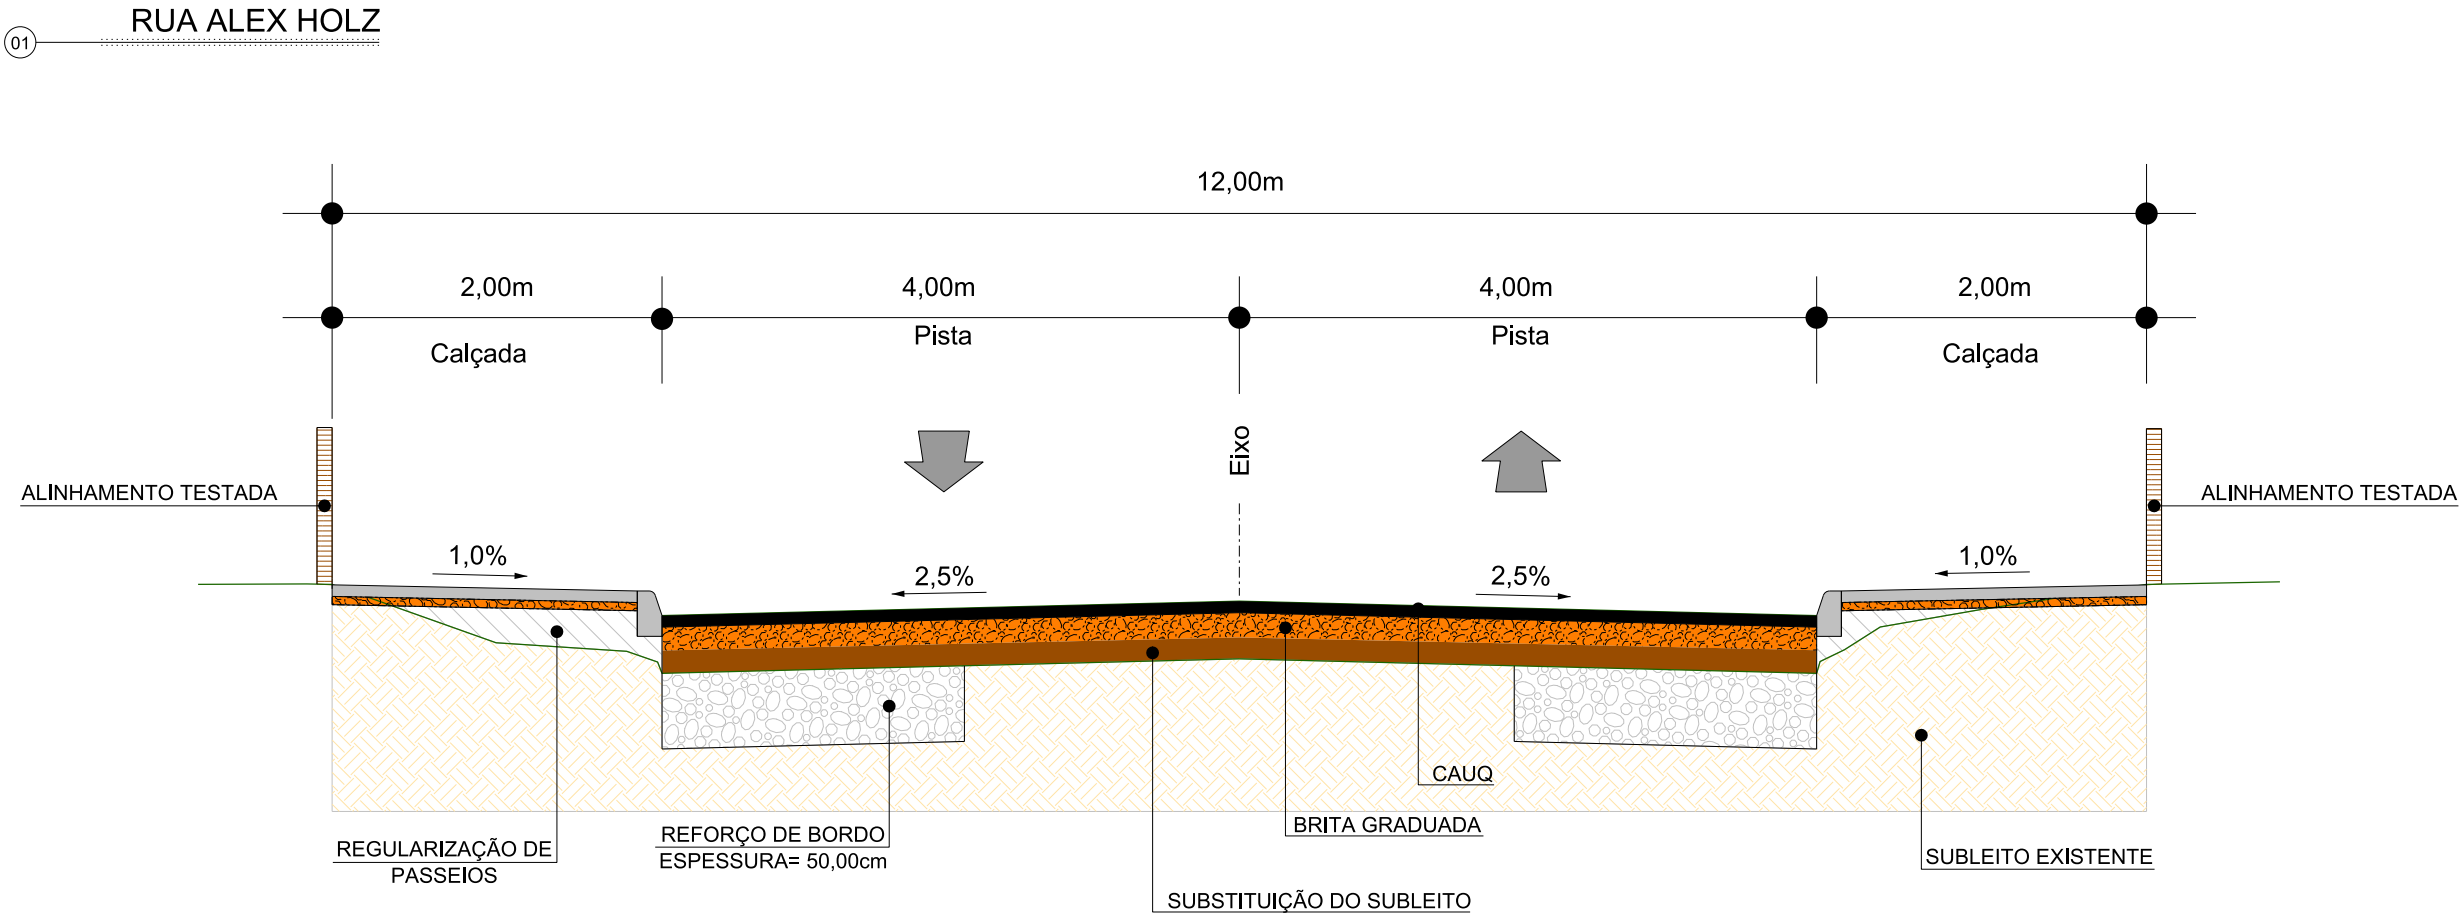 RUA ALEX HOLZ
01
12,00m
2,00m
4,00m
4,00m
2,00m
Calçada
Pista
Pista
Calçada
Eixo
ALINHAMENTO TESTADA
ALINHAMENTO TESTADA
1,0%
2,5%
2,5%
1,0%
CAUQ
BRITA GRADUADA
REFORÇO DE BORDO
ESPESSURA= 50,00cm
REGULARIZAÇÃO DE
PASSEIOS
SUBLEITO EXISTENTE
SUBSTITUIÇÃO DO SUBLEITO